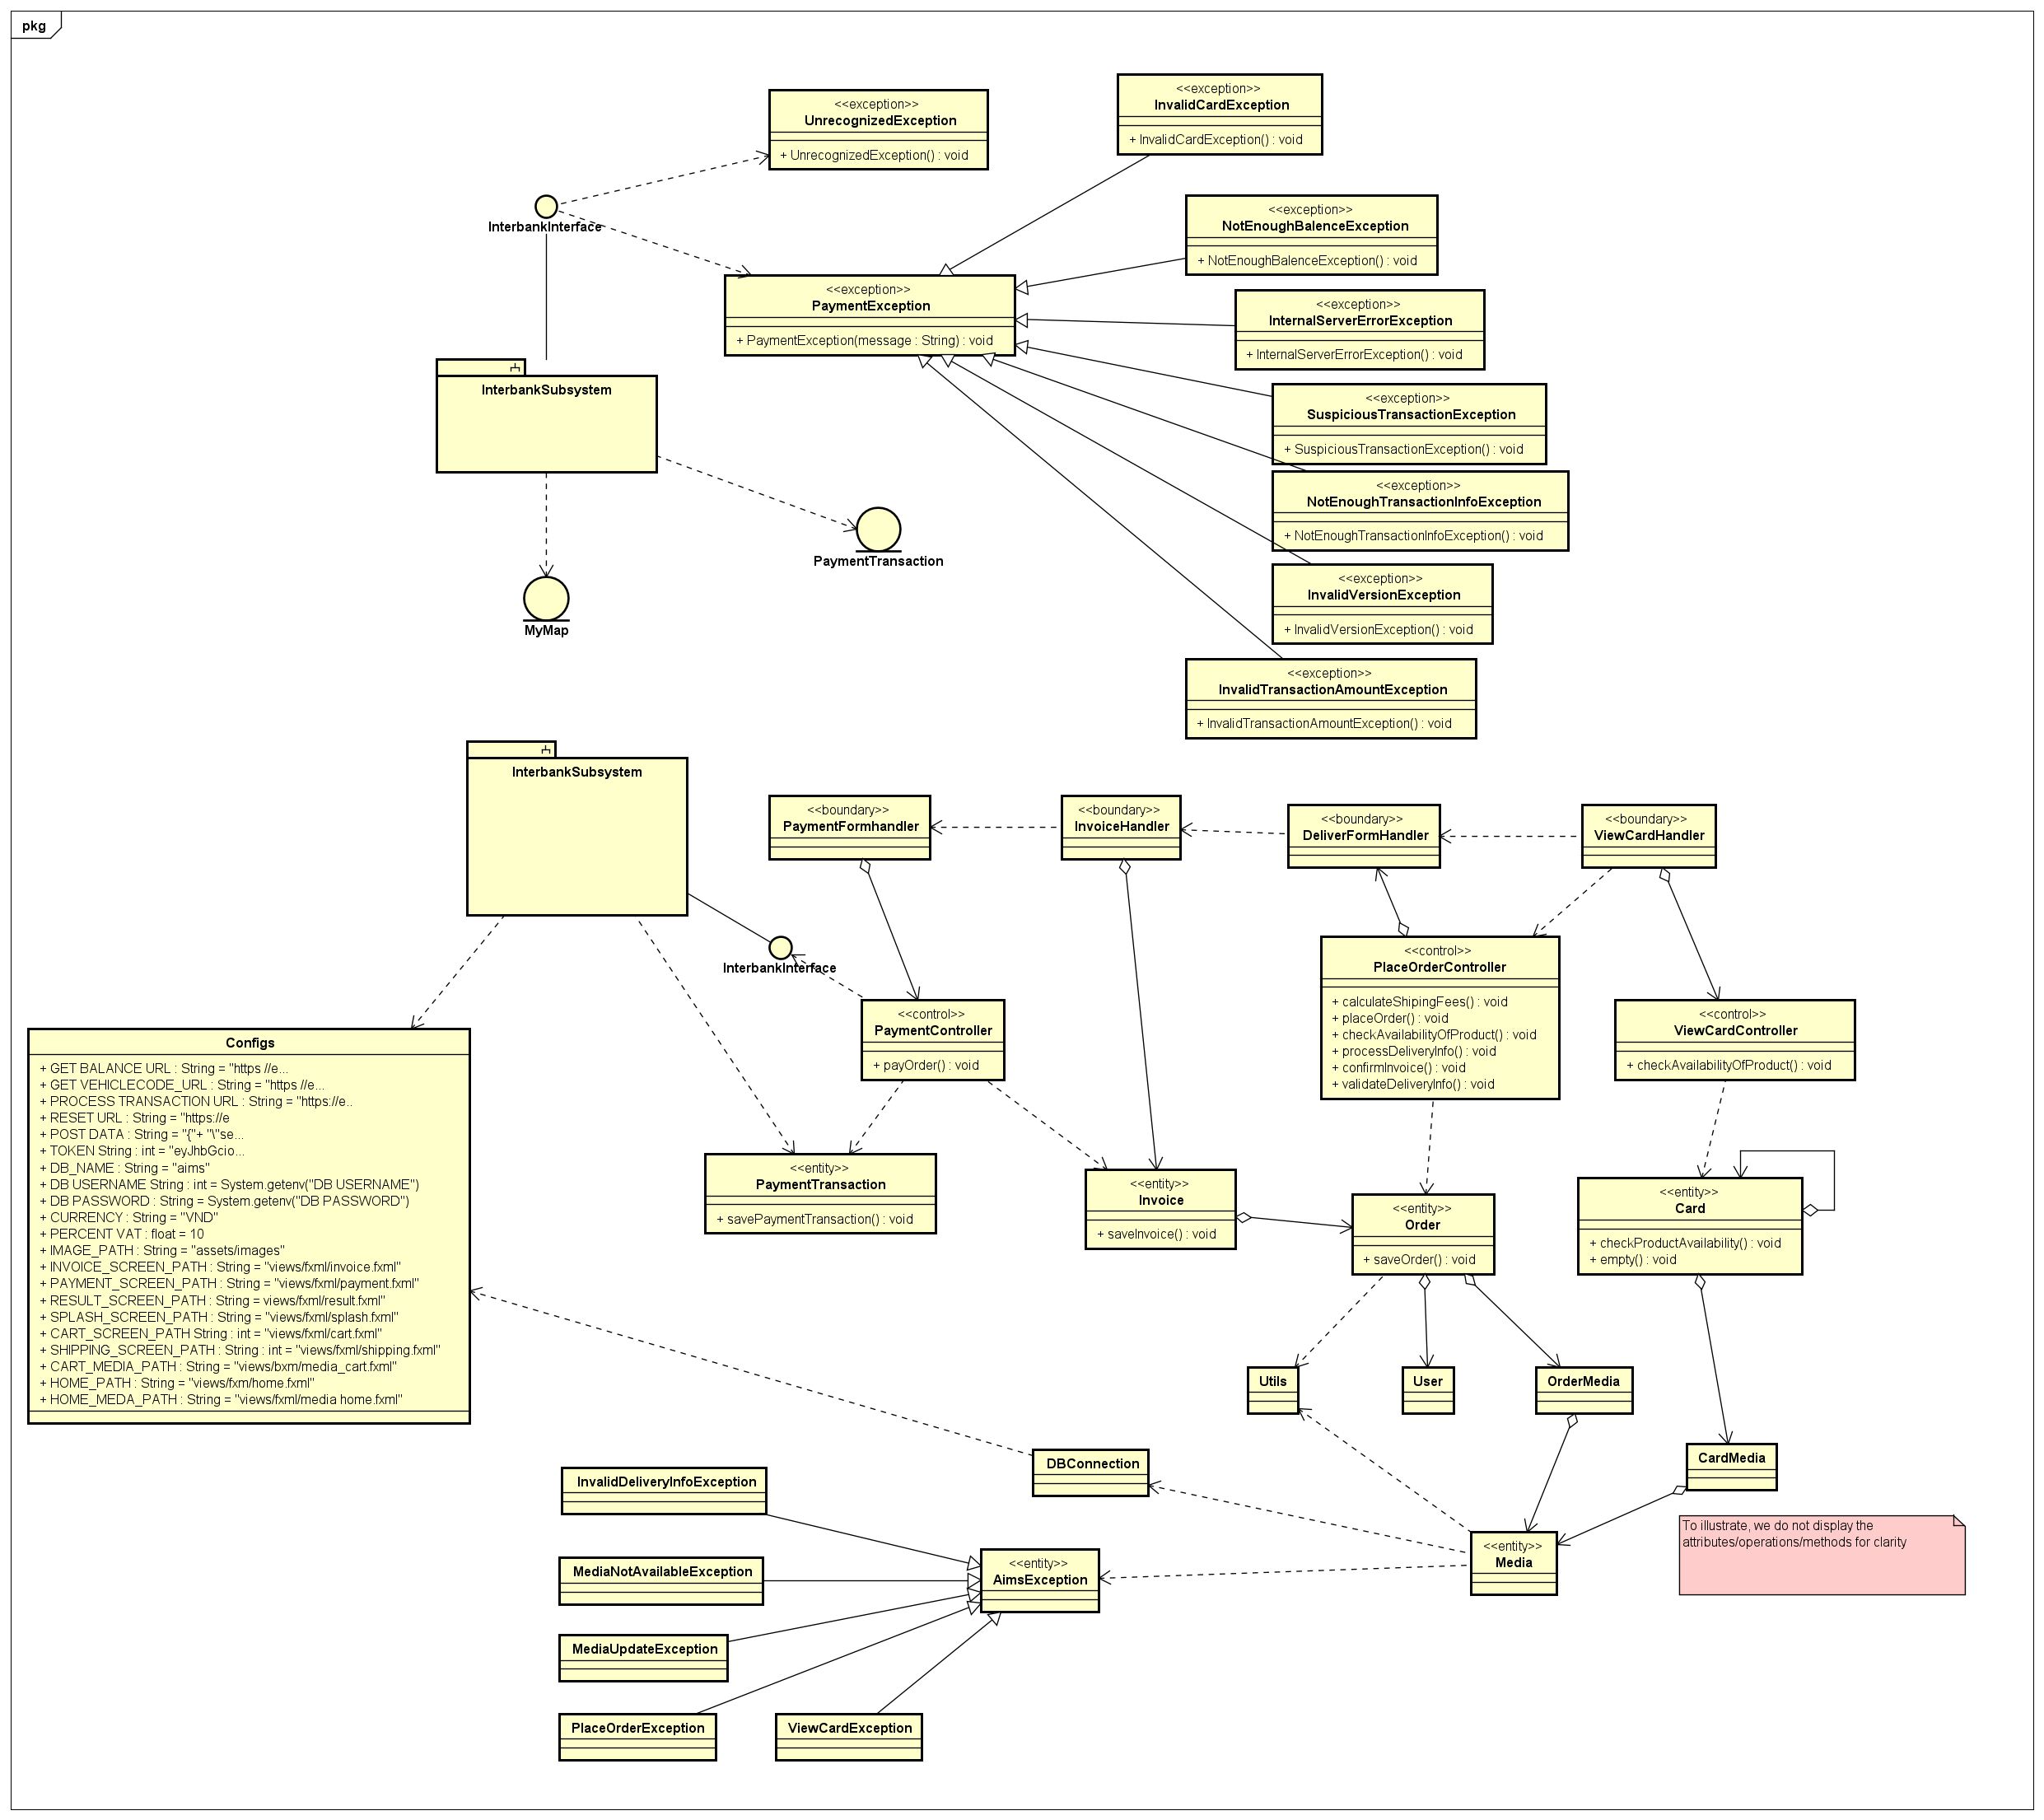 pkg
<<exception>>
UnrecognizedException
+ UnrecognizedException() : void
<<exception>>
InvalidCardException
+ InvalidCardException() : void
InterbankInterface
<<exception>>
NotEnoughBalenceException
+ NotEnoughBalenceException() : void
<<exception>>
PaymentException
+ PaymentException(message : String) : void
<<exception>>
InternalServerErrorException
+ InternalServerErrorException() : void
InterbankSubsystem
<<exception>>
SuspiciousTransactionException
+ SuspiciousTransactionException() : void
<<exception>>
NotEnoughTransactionInfoException
+ NotEnoughTransactionInfoException() : void
PaymentTransaction
MyMap
<<exception>>
InvalidVersionException
+ InvalidVersionException() : void
<<exception>>
InvalidTransactionAmountException
+ InvalidTransactionAmountException() : void
InterbankSubsystem
<<boundary>>
PaymentFormhandler
<<boundary>>
InvoiceHandler
<<boundary>>
DeliverFormHandler
<<boundary>>
ViewCardHandler
InterbankInterface
<<control>>
PlaceOrderController
+ calculateShipingFees() : void
+ placeOrder() : void
+ checkAvailabilityOfProduct() : void
+ processDeliveryInfo() : void
+ confirmInvoice() : void
+ validateDeliveryInfo() : void
<<control>>
PaymentController
+ payOrder() : void
<<control>>
ViewCardController
+ checkAvailabilityOfProduct() : void
Configs
+ GET BALANCE URL : String = "https //e...
+ GET VEHICLECODE_URL : String = "https //e...
+ PROCESS TRANSACTION URL : String = "https://e..
+ RESET URL : String = "https://e
+ POST DATA : String = "{"+ "\"se...
+ TOKEN String : int = "eyJhbGcio...
+ DB_NAME : String = "aims"
+ DB USERNAME String : int = System.getenv("DB USERNAME")
+ DB PASSWORD : String = System.getenv("DB PASSWORD")
+ CURRENCY : String = "VND"
+ PERCENT VAT : float = 10
+ IMAGE_PATH : String = "assets/images"
+ INVOICE_SCREEN_PATH : String = "views/fxml/invoice.fxml"
+ PAYMENT_SCREEN_PATH : String = "views/fxml/payment.fxml"
+ RESULT_SCREEN_PATH : String = views/fxml/result.fxml"
+ SPLASH_SCREEN_PATH : String = "views/fxml/splash.fxml"
+ CART_SCREEN_PATH String : int = "views/fxml/cart.fxml"
+ SHIPPING_SCREEN_PATH : String : int = "views/fxml/shipping.fxml"
+ CART_MEDIA_PATH : String = "views/bxm/media_cart.fxml"
+ HOME_PATH : String = "views/fxm/home.fxml"
+ HOME_MEDA_PATH : String = "views/fxml/media home.fxml"
<<entity>>
PaymentTransaction
+ savePaymentTransaction() : void
<<entity>>
Invoice
+ saveInvoice() : void
<<entity>>
Order
+ saveOrder() : void
<<entity>>
Card
+ checkProductAvailability() : void
+ empty() : void
Utils
User
OrderMedia
DBConnection
CardMedia
InvalidDeliveryInfoException
To illustrate, we do not display the
attributes/operations/methods for clarity
<<entity>>
Media
<<entity>>
AimsException
MediaNotAvailableException
MediaUpdateException
PlaceOrderException
ViewCardException